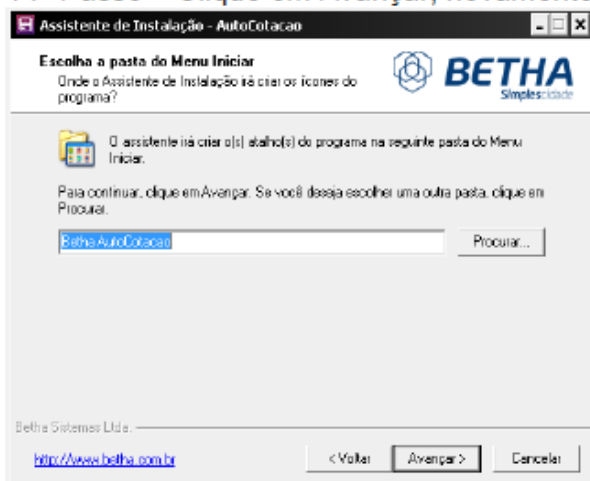 Assistente de Instalação - AutoCotacao
Escolha a pasta do Menu Iniciar
Onde o Assistente de Instalação irá criar os ícones do
programa?
BETHA
Simplescidade
O assistente irá criar o(s) atalho(s) do programa na seguinte pasta do Menu
Iniciar.
Para continuar, clique em Avançar. Se você deseja escolher uma outra pasta, clique em
Procurar.
Betha AutoCotacao
Procurar...
Betha Sistemas Ltda.
http://www.betha.com.br
< Voltar
Avançar >
Cancelar